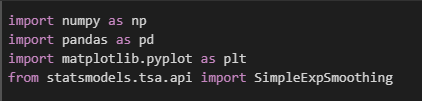 import numpy as np
import pandas as pd
import matplotlib.pyplot as plt
from statsmodels.tsa.api import SimpleExpSmoothing